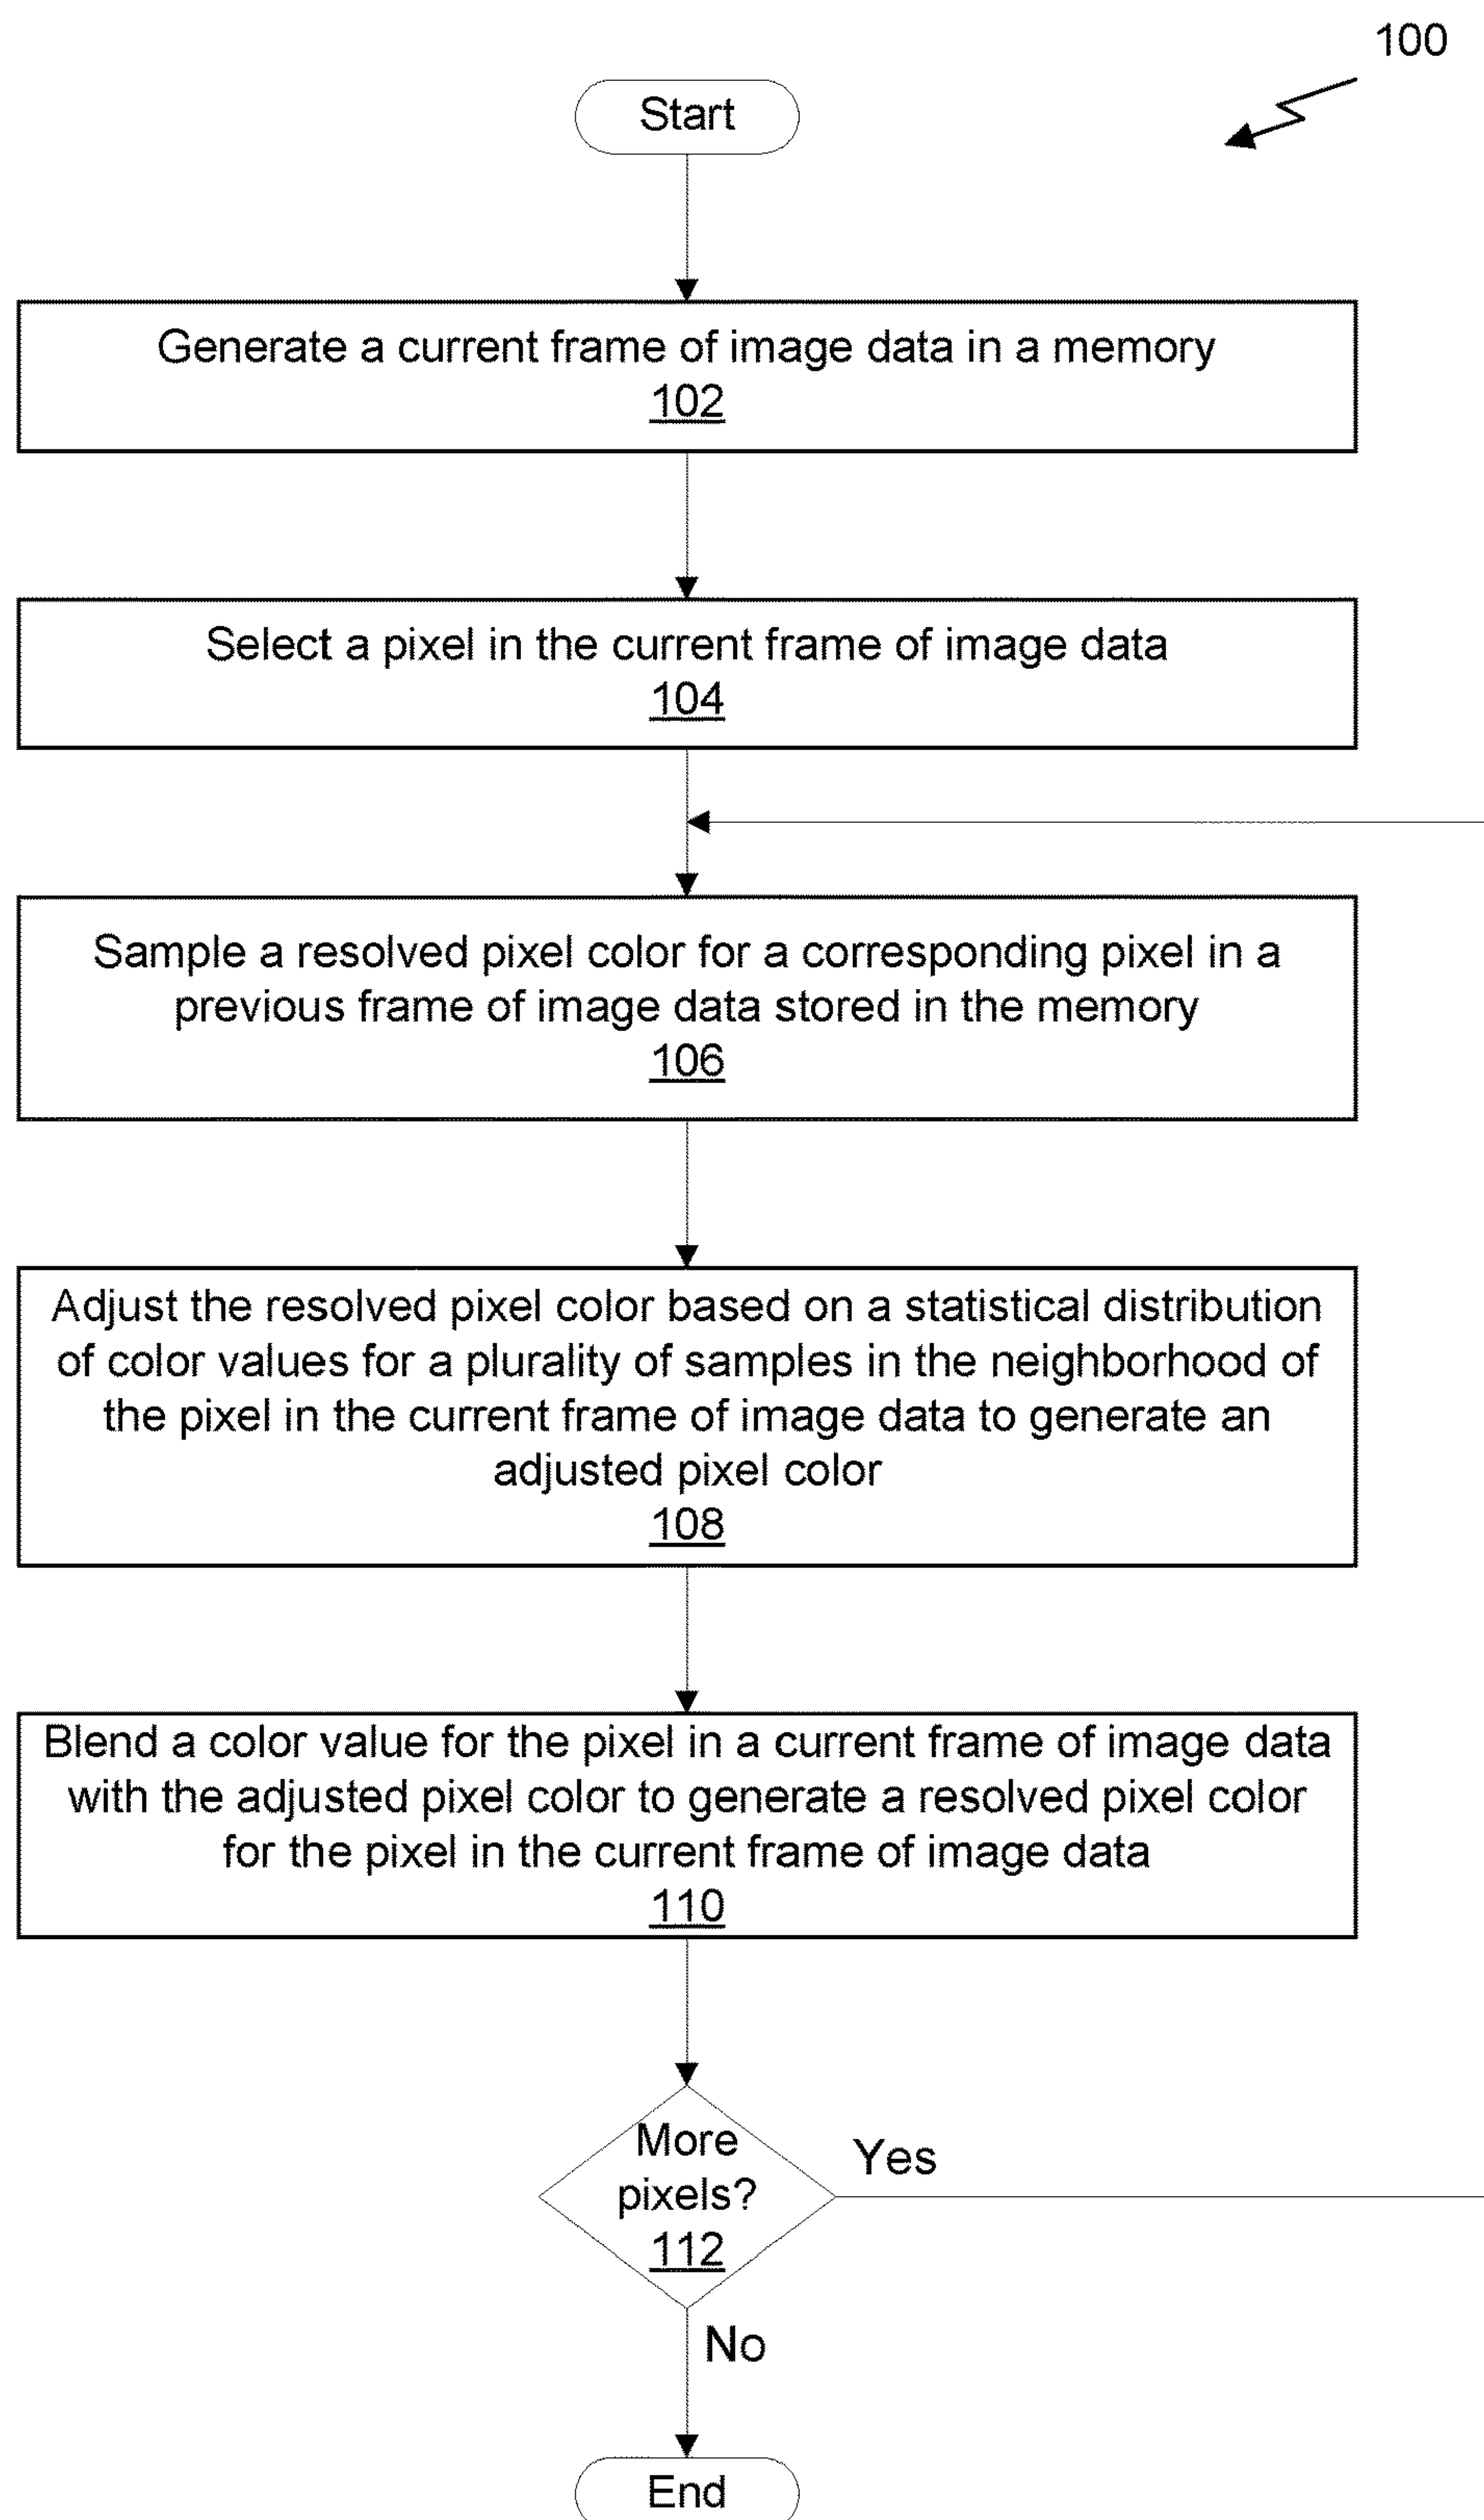 100
Start
Generate a current frame of image data in a memory
102
Select a pixel in the current frame of image data
104
Sample a resolved pixel color for a corresponding pixel in a
previous frame of image data stored in the memory
106
Adjust the resolved pixel color based on a statistical distribution
of color values for a plurality of samples in the neighborhood of
the pixel in the current frame of image data to generate an
adjusted pixel color
108
Blend a color value for the pixel in a current frame of image data
with the adjusted pixel color to generate a resolved pixel color
for the pixel in the current frame of image data
110
More
pixels?
112
Yes
No
End